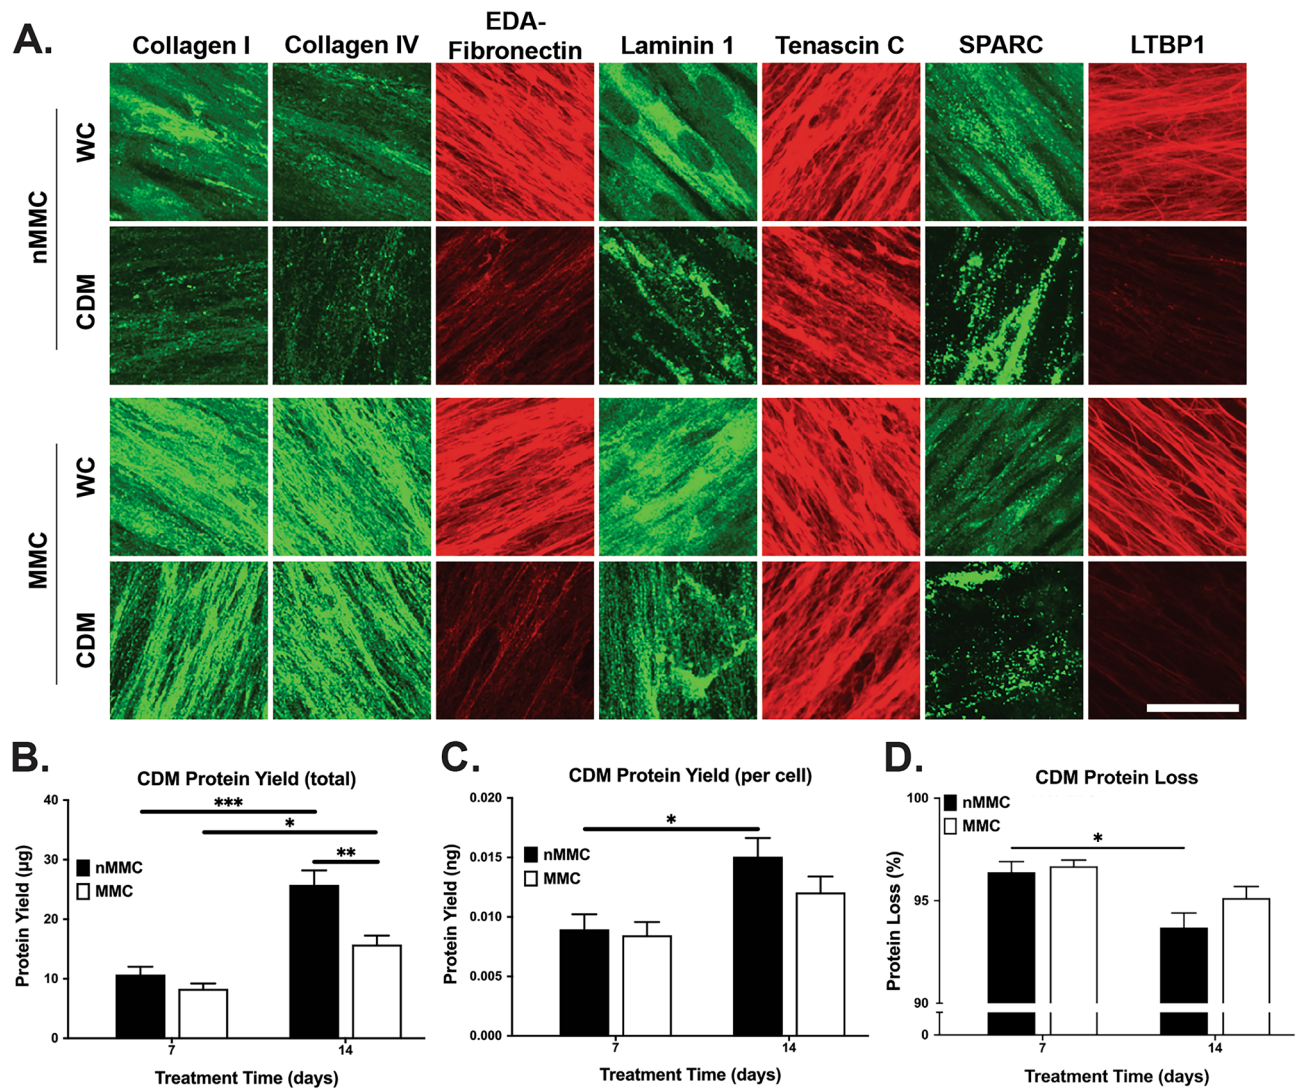 A.
Collagen I
Collagen IV
EDA-
Fibronectin
Laminin 1
Tenascin C
SPARC
LTBP1
nMMC
WC
CDM
MMC
WC
CDM
B.
CDM Protein Yield (total)
Protein Yield (µg)
40
30
20
10
0
***
*
**
nMMC
MMC
7
14
Treatment Time (days)
C.
CDM Protein Yield (per cell)
Protein Yield (ng)
0.020
0.015
0.010
0.005
0.000
*
nMMC
MMC
7
14
Treatment Time (days)
D.
CDM Protein Loss
Protein Loss (%)
100
95
90
0
nMMC
MMC
*
7
14
Treatment Time (days)